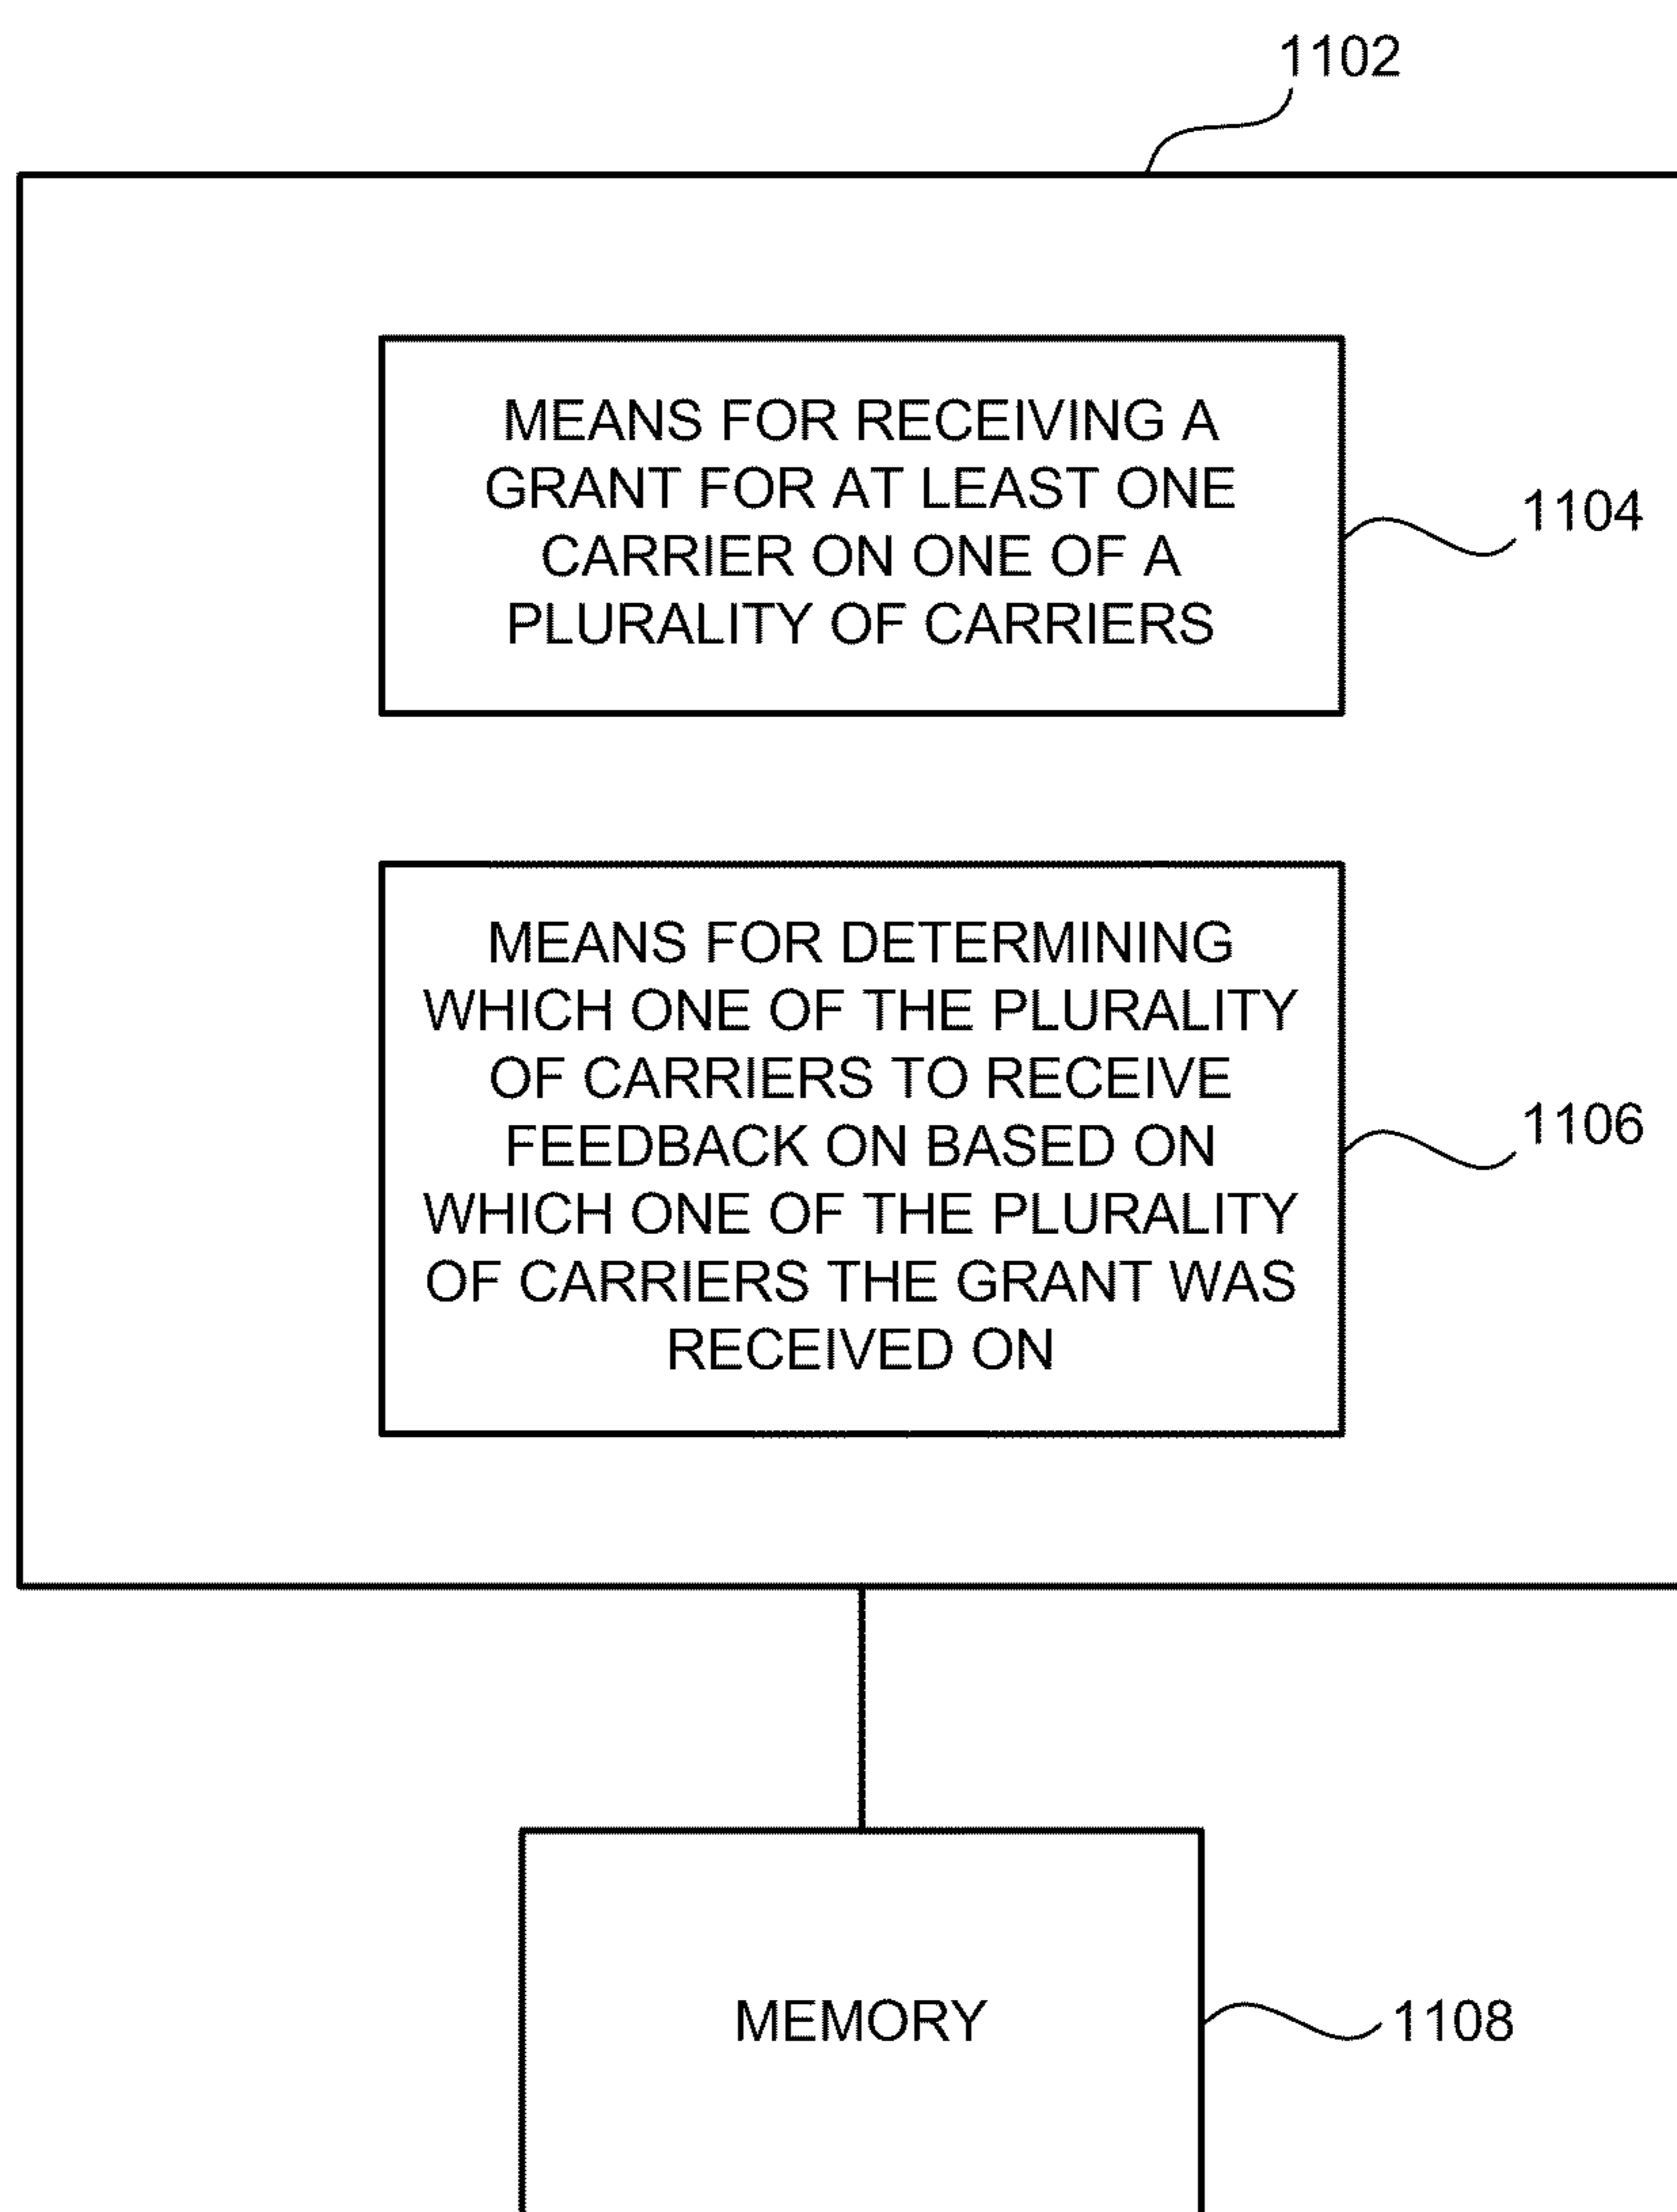 1102
MEANS FOR RECEIVING A
GRANT FOR AT LEAST ONE
CARRIER ON ONE OF A
PLURALITY OF CARRIERS
1104
MEANS FOR DETERMINING
WHICH ONE OF THE PLURALITY
OF CARRIERS TO RECEIVE
FEEDBACK ON BASED ON
WHICH ONE OF THE PLURALITY
OF CARRIERS THE GRANT WAS
RECEIVED ON
1106
MEMORY
1108